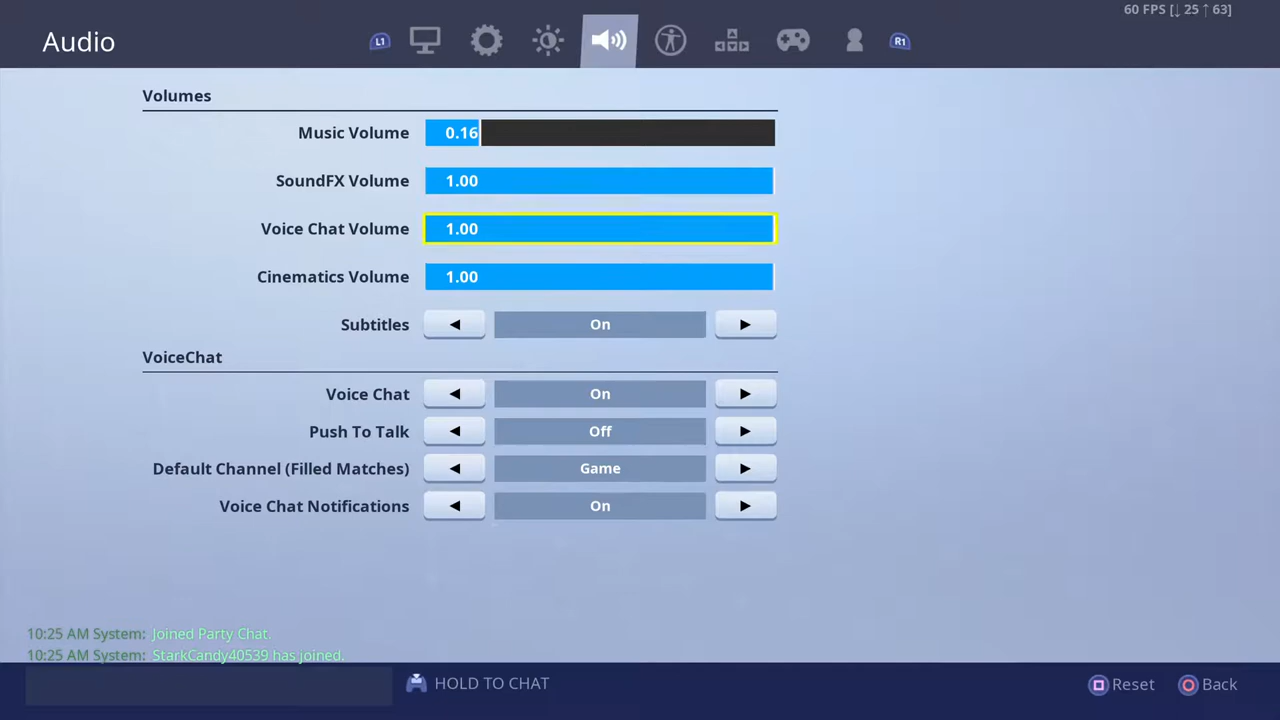 60 FPS [↓ 25 ↑ 63]
Audio
L1
R1
Volumes
Music Volume 0.16
SoundFX Volume 1.00
Voice Chat Volume 1.00
Cinematics Volume 1.00
Subtitles On
VoiceChat
Voice Chat On
Push To Talk Off
Default Channel (Filled Matches) Game
Voice Chat Notifications On
10:25 AM System: Joined Party Chat.
10:25 AM System: StarkCandy40539 has joined.
HOLD TO CHAT
Reset Back